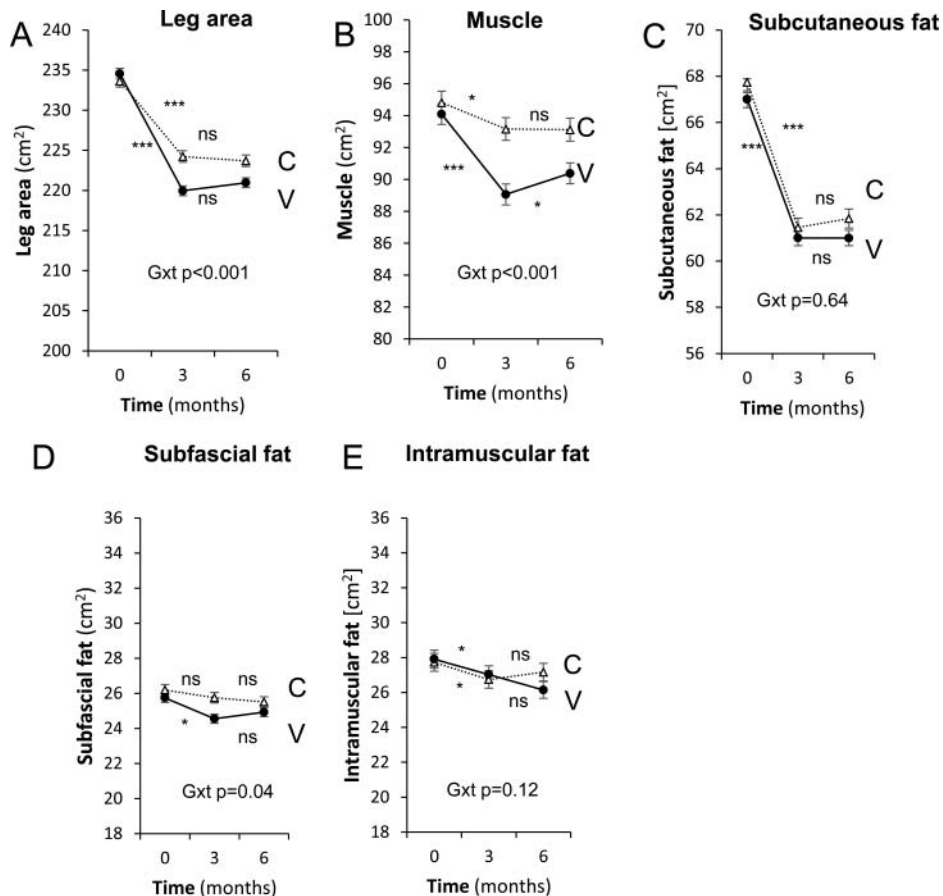 A
Leg area
Leg area (cm²)
240
235
230
225
220
215
210
205
200
***
***
ns
ns
C
V
Gxt p<0.001
0 3 6
Time (months)
B
Muscle
Muscle (cm²)
100
98
96
94
92
90
88
86
84
82
80
*
ns
***
*
C
V
Gxt p<0.001
0 3 6
Time (months)
C
Subcutaneous fat
Subcutaneous fat [cm²]
70
68
66
64
62
60
58
56
***
***
ns
ns
C
V
Gxt p=0.64
0 3 6
Time (months)
D
Subfascial fat
Subfascial fat (cm²)
36
34
32
30
28
26
24
22
20
18
ns
ns
*
ns
C
V
Gxt p=0.04
0 3 6
Time (months)
E
Intramuscular fat
Intramuscular fat [cm²]
36
34
32
30
28
26
24
22
20
18
*
ns
*
ns
C
V
Gxt p=0.12
0 3 6
Time (months)